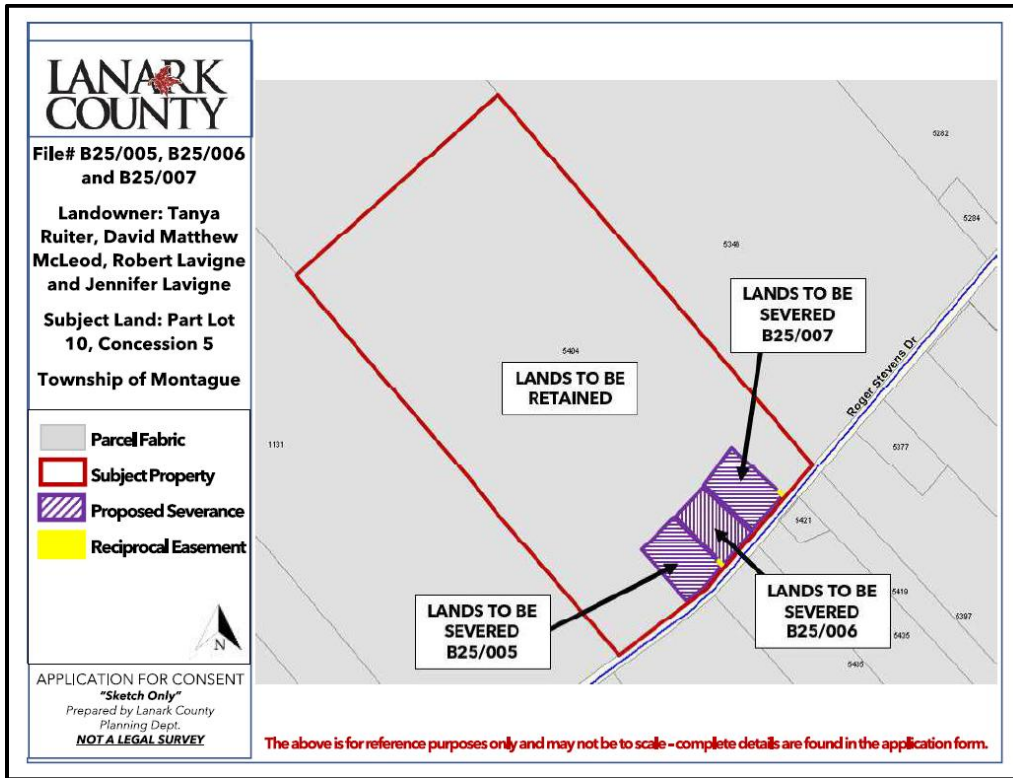 LANARK
COUNTY
File# B25/005, B25/006
and B25/007
Landowner: Tanya
Ruiter, David Matthew
McLeod, Robert Lavigne
and Jennifer Lavigne
Subject Land: Part Lot
10, Concession 5
Township of Montague
Parcel Fabric
Subject Property
Proposed Severance
Reciprocal Easement
N
APPLICATION FOR CONSENT
"Sketch Only"
Prepared by Lanark County
Planning Dept.
NOT A LEGAL SURVEY
5282
5284
5348
LANDS TO BE
SEVERED
B25/007
Roger Stevens Dr
5404
LANDS TO BE
RETAINED
1131
5377
5421
LANDS TO BE
SEVERED
B25/005
LANDS TO BE
SEVERED
B25/006
5419
5397
5435
The above is for reference purposes only and may not be to scale - complete details are found in the application form.